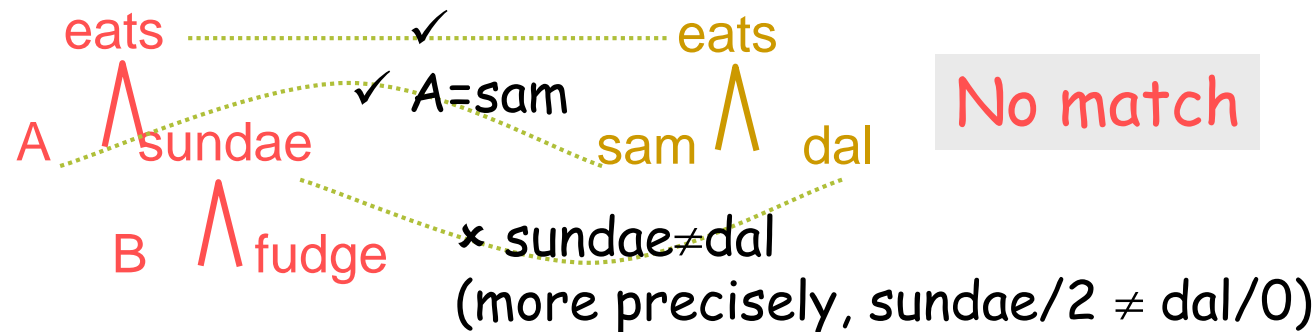 eats ✓ eats
✓ A=sam No match
A sundae sam dal
B fudge × sundae≠dal
(more precisely, sundae/2 ≠ dal/0)